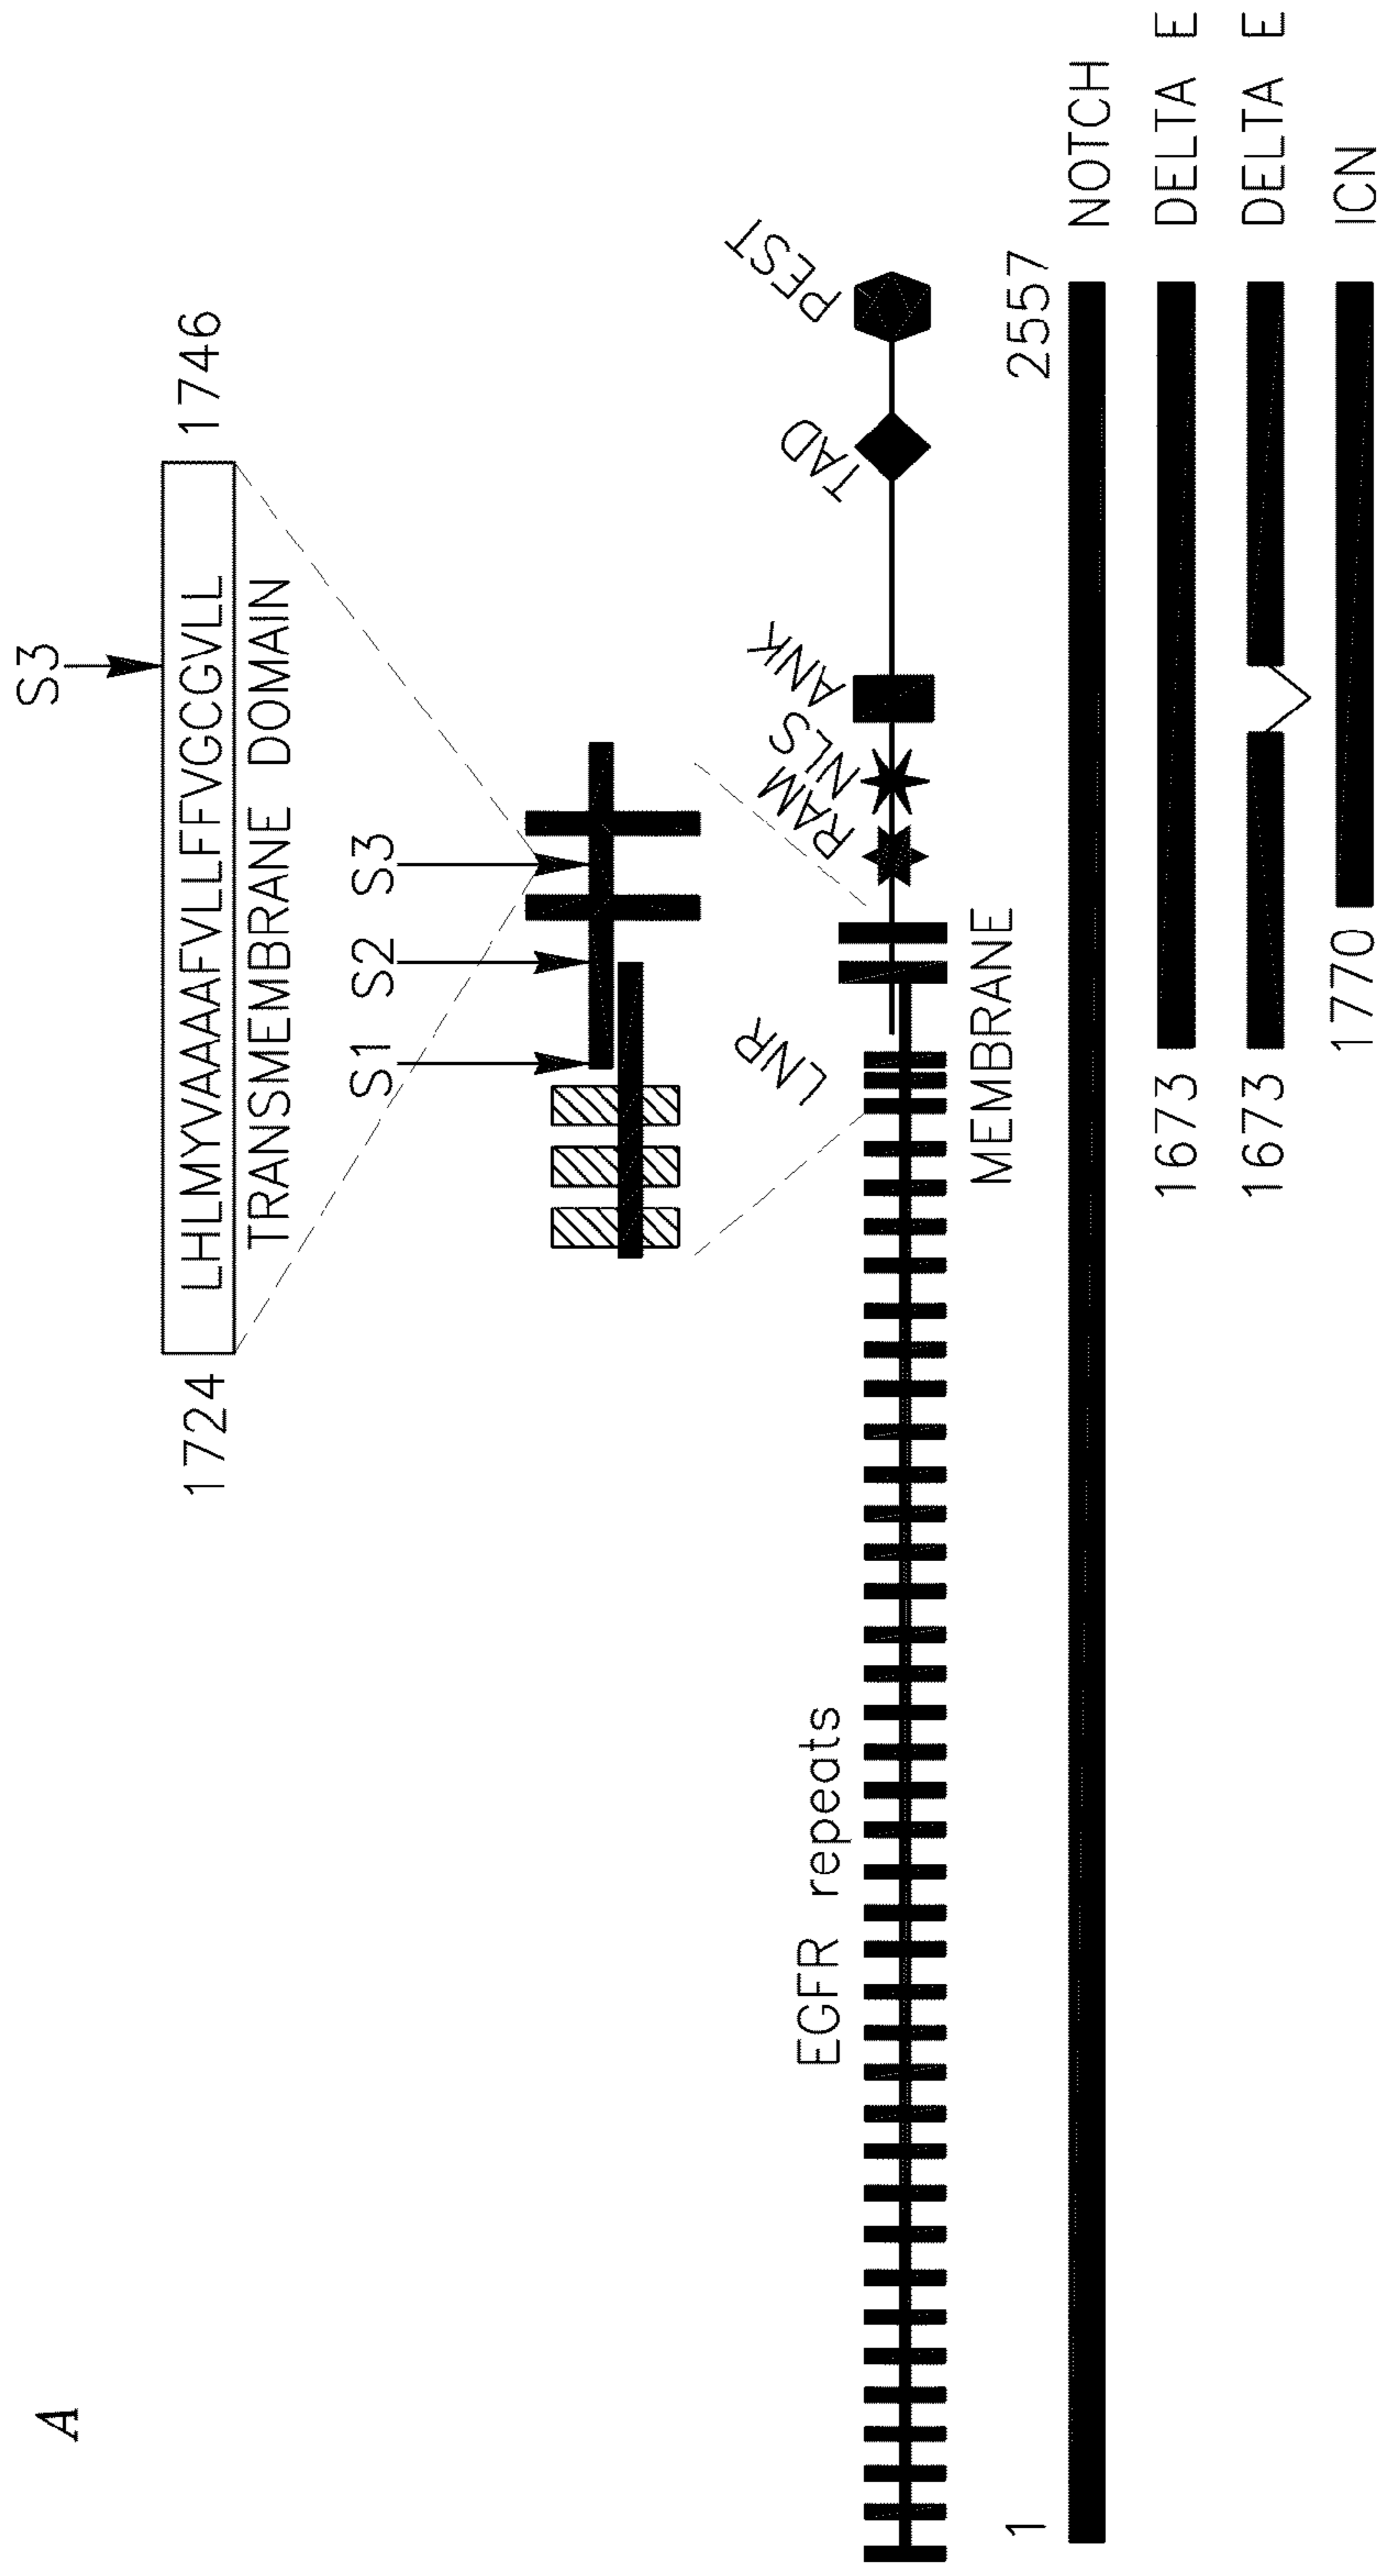 A
S3
1724 LHLMYVAAAAFVLLFFVGCGVLL 1746
TRANSMEMBRANE DOMAIN
S1 S2 S3
EGFR repeats LNR RAM NLS ANK TAD PEST
MEMBRANE
1 2557
NOTCH
1673 DELTA E
1673 DELTA E
1770 ICN